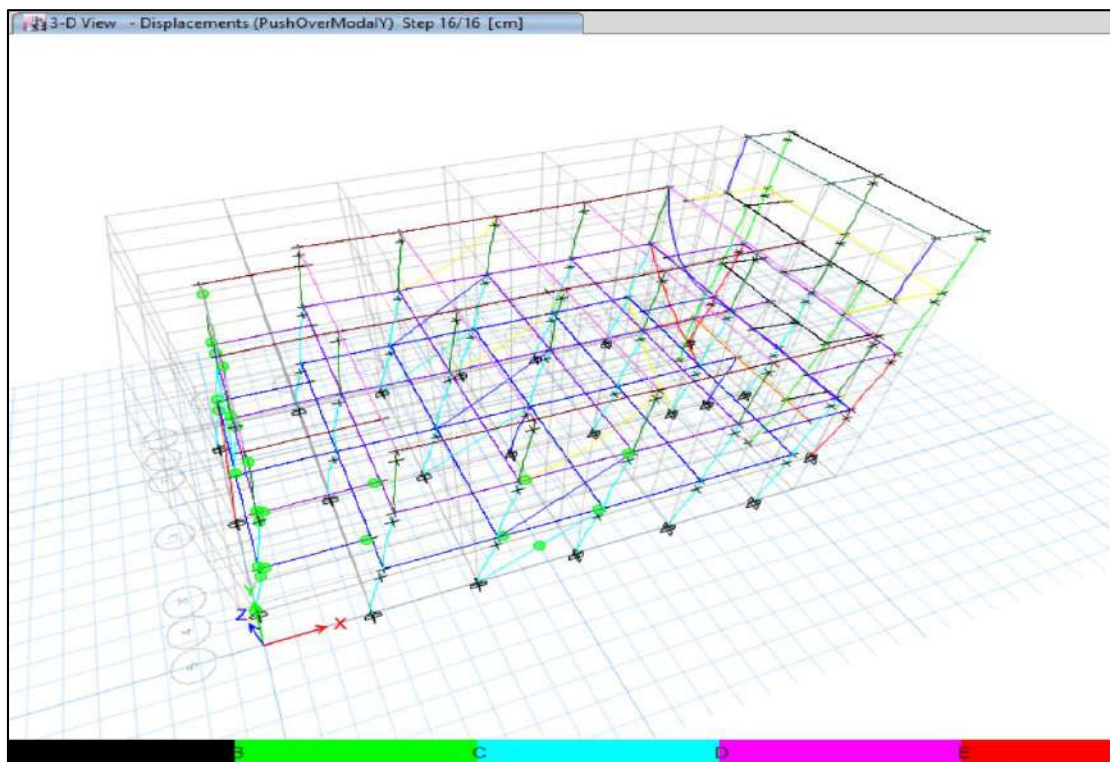 3-D View - Displacements (PushOverModalY) Step 16/16 [cm]
Y
Z
X
B
C
D
E